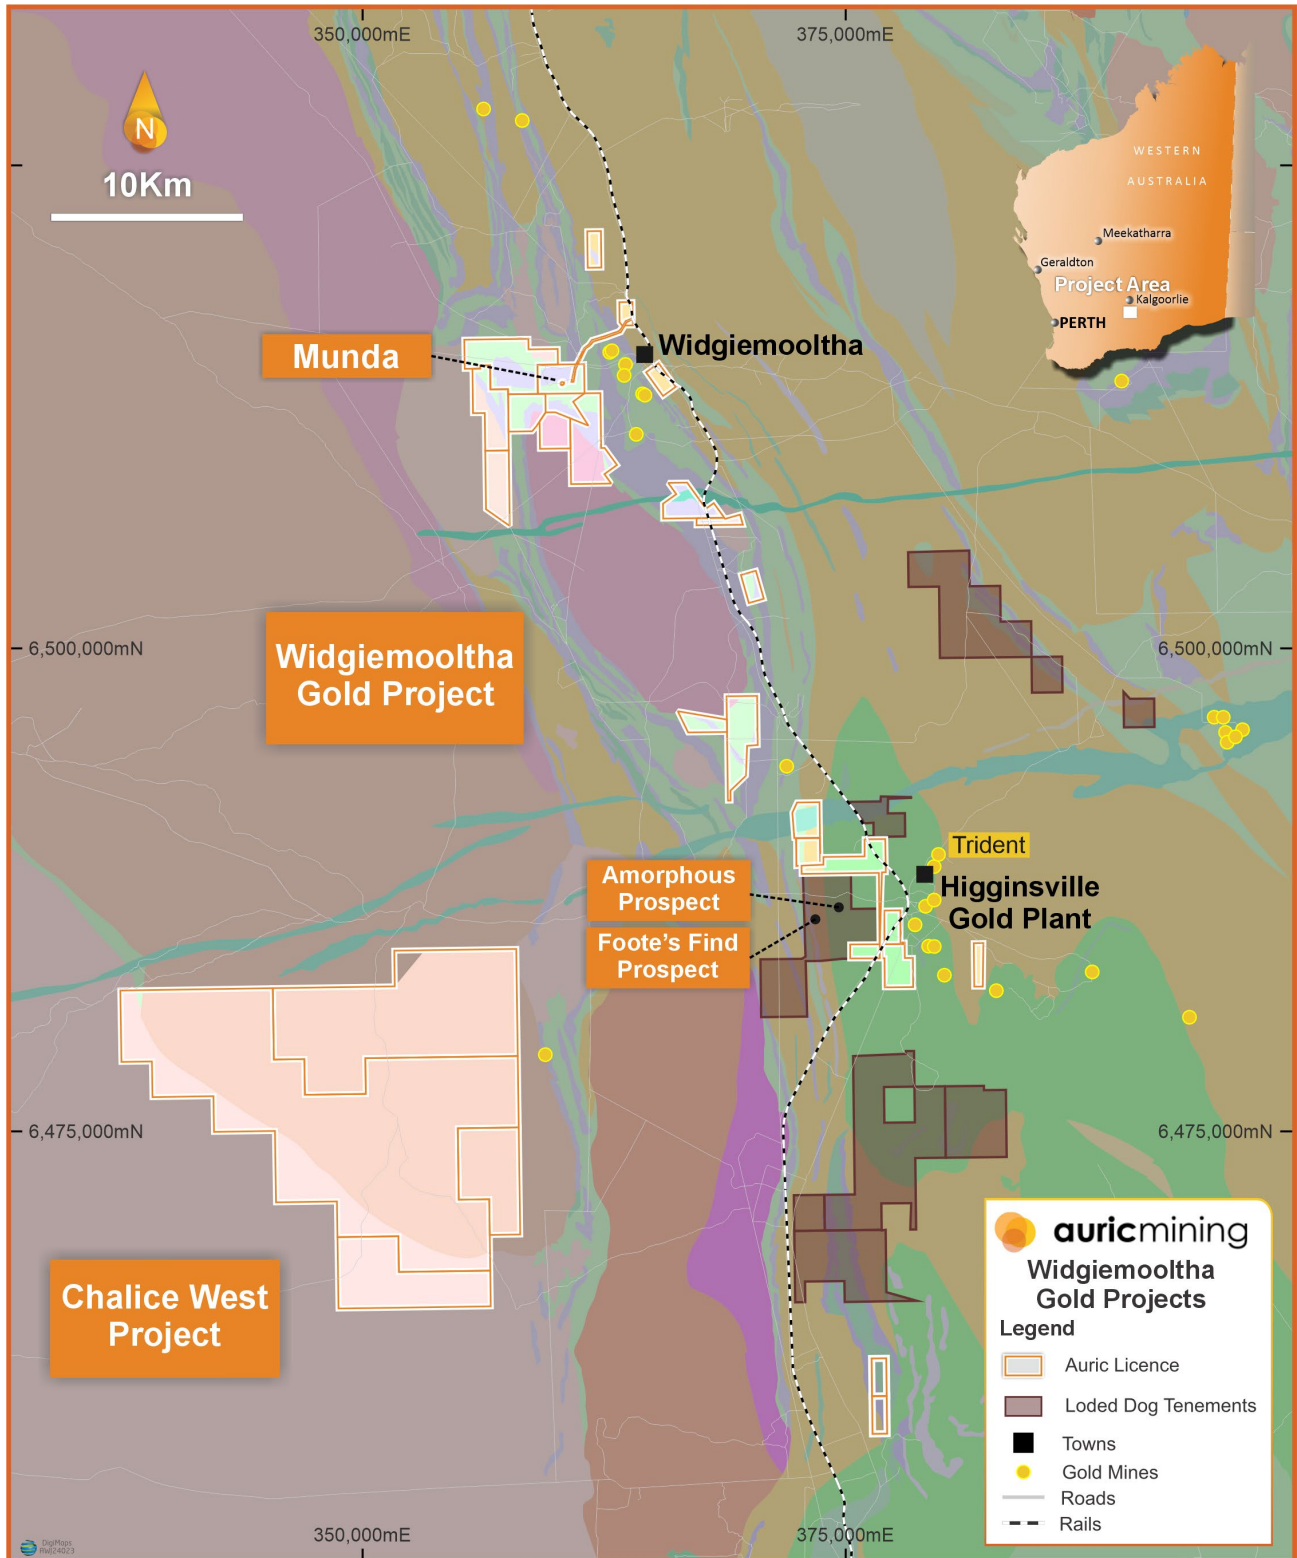 350,000mE
375,000mE
N
10Km
WESTERN
AUSTRALIA
Meekatharra
Geraldton
Project Area
Kalgoorlie
PERTH
Munda
Widgiemooltha
6,500,000mN
6,500,000mN
Widgiemooltha
Gold Project
Trident
Amorphous
Prospect
Higginsville
Gold Plant
Foote's Find
Prospect
6,475,000mN
6,475,000mN
Chalice West
Project
auricmining
Widgiemooltha
Gold Projects
Legend
Auric Licence
Loded Dog Tenements
Towns
Gold Mines
Roads
Rails
350,000mE
375,000mE
DigiMaps